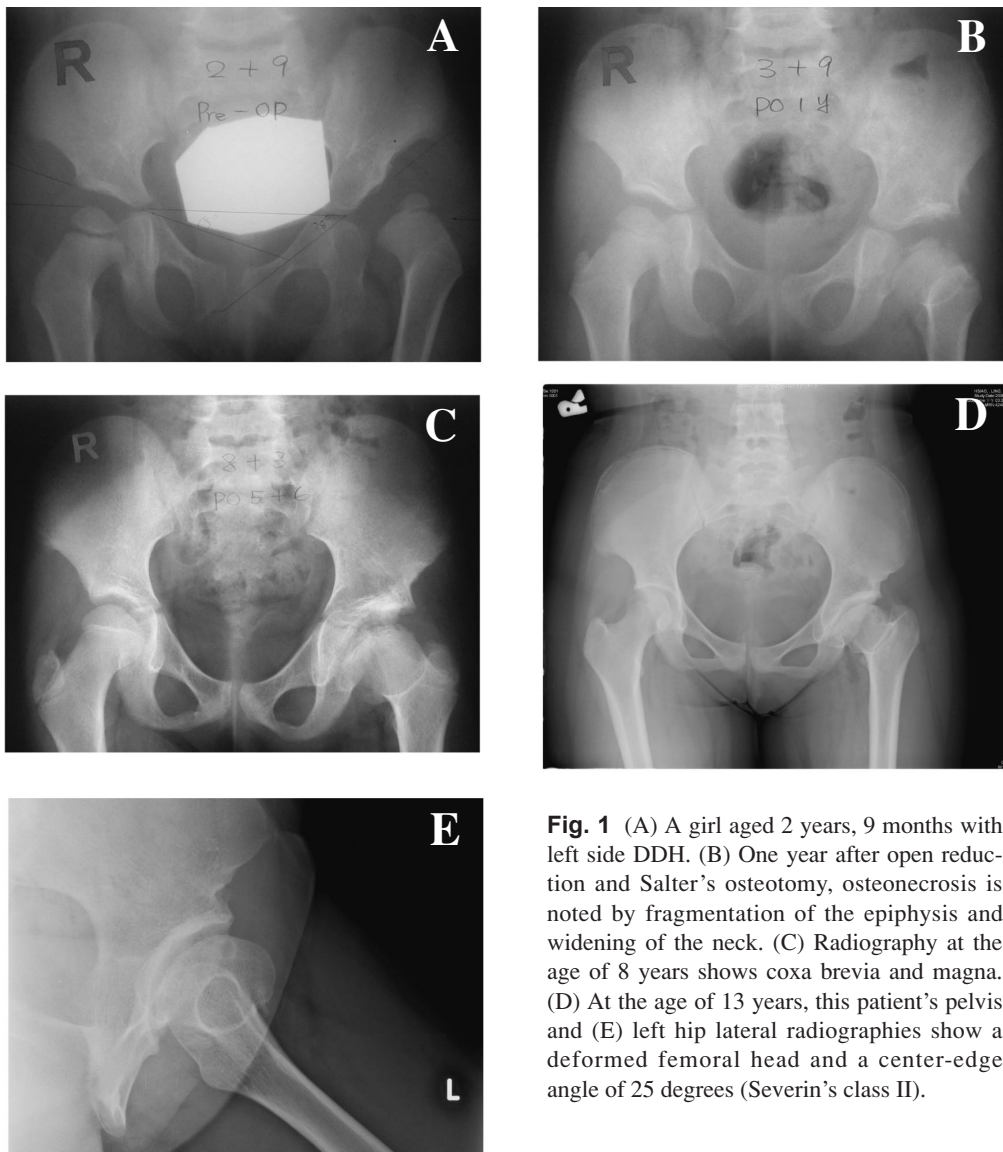 A
R
2 + 9
Pre - OP
B
R
3 + 9
PO 1 y
C
R
8 + 3
D
E
L
Fig. 1 (A) A girl aged 2 years, 9 months with
left side DDH. (B) One year after open reduc-
tion and Salter's osteotomy, osteonecrosis is
noted by fragmentation of the epiphysis and
widening of the neck. (C) Radiography at the
age of 8 years shows coxa brevia and magna.
(D) At the age of 13 years, this patient's pelvis
and (E) left hip lateral radiographies show a
deformed femoral head and a center-edge
angle of 25 degrees (Severin's class II).